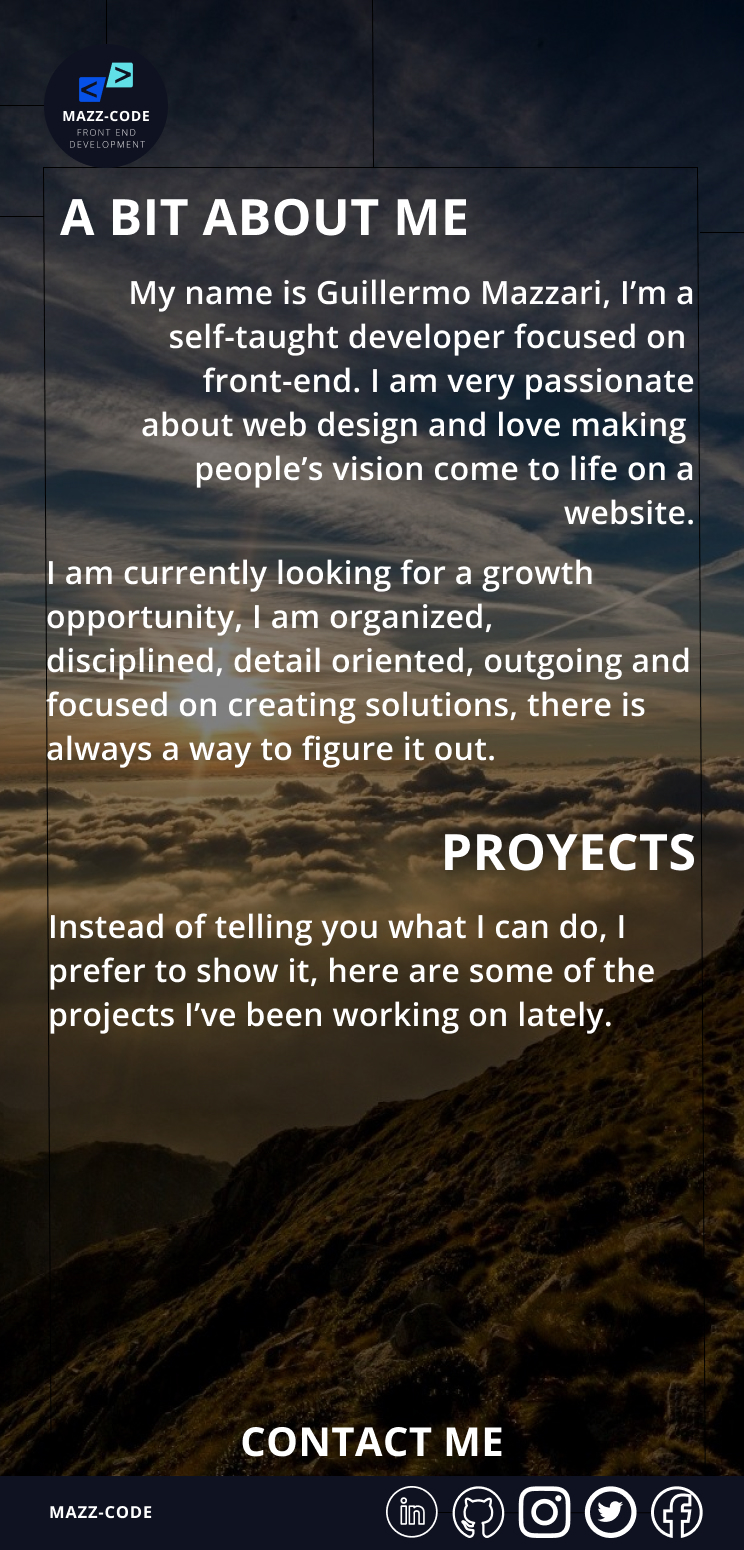 MAZZ-CODE
FRONT END
DEVELOPMENT
A BIT ABOUT ME
My name is Guillermo Mazzari, I’m a
self-taught developer focused on
front-end. I am very passionate
about web design and love making
people’s vision come to life on a
website.
I am currently looking for a growth
opportunity, I am organized,
disciplined, detail oriented, outgoing and
focused on creating solutions, there is
always a way to figure it out.
PROYECTS
Instead of telling you what I can do, I
prefer to show it, here are some of the
projects I’ve been working on lately.
CONTACT ME
MAZZ-CODE